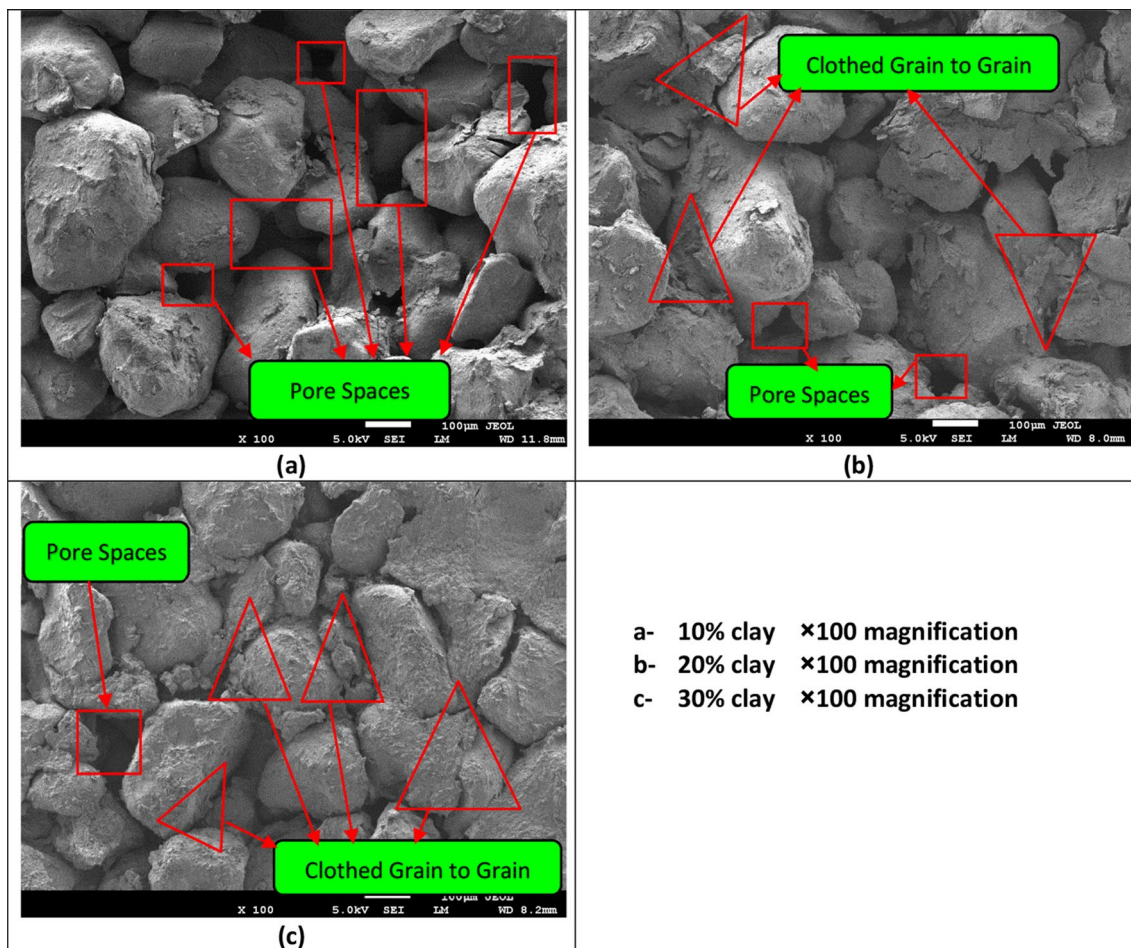 Pore Spaces
100μm JEOL
X 100 5.0kV SEI LM WD 11.8mm
(a)
Clothed Grain to Grain
Pore Spaces
100μm JEOL
X 100 5.0kV SEI LM WD 8.0mm
(b)
Pore Spaces
Clothed Grain to Grain
100μm JEOL
X 100 5.0kV SEI LM WD 8.2mm
(c)
a- 10% clay ×100 magnification
b- 20% clay ×100 magnification
c- 30% clay ×100 magnification